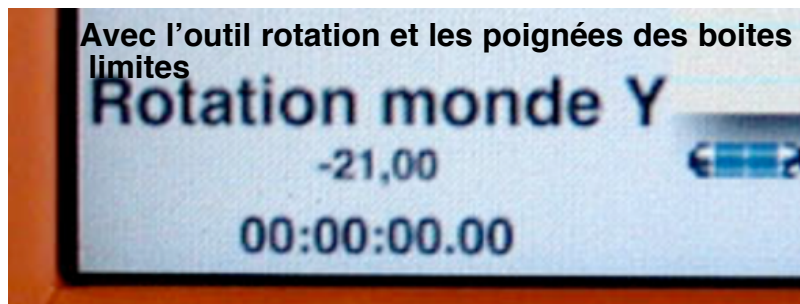 Avec l’outil rotation et les poignées des boites
limites
Rotation monde Y
-21,00
00:00:00.00